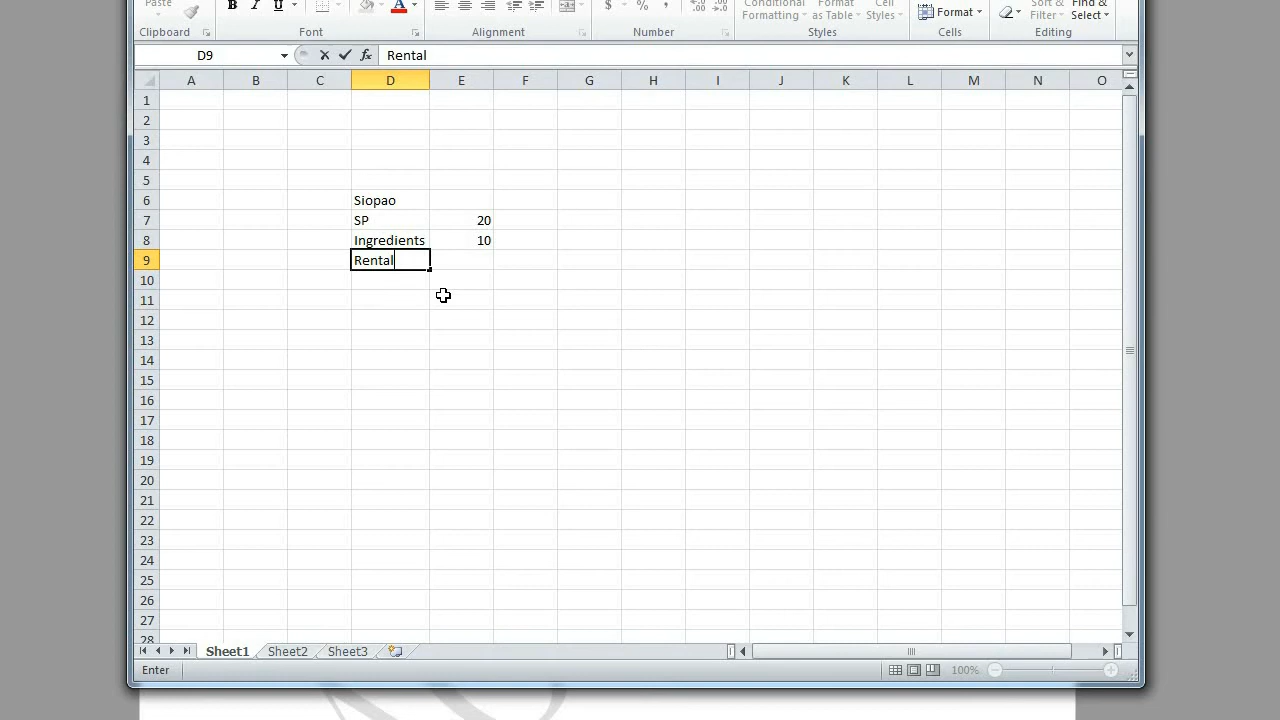 Paste
B I U
A
$ % ,
Conditional Formatting
Format as Table
Cell Styles
Format
Sort & Filter
Find & Select
Clipboard Font Alignment Number Styles Cells Editing
D9 fx Rental
A B C D E F G H I J K L M N O
1
2
3
4
5
6 Siopao
7 SP 20
8 Ingredients 10
9 Rental
10
11
12
13
14
15
16
17
18
19
20
21
22
23
24
25
26
27
28
Sheet1 Sheet2 Sheet3
Enter 100%